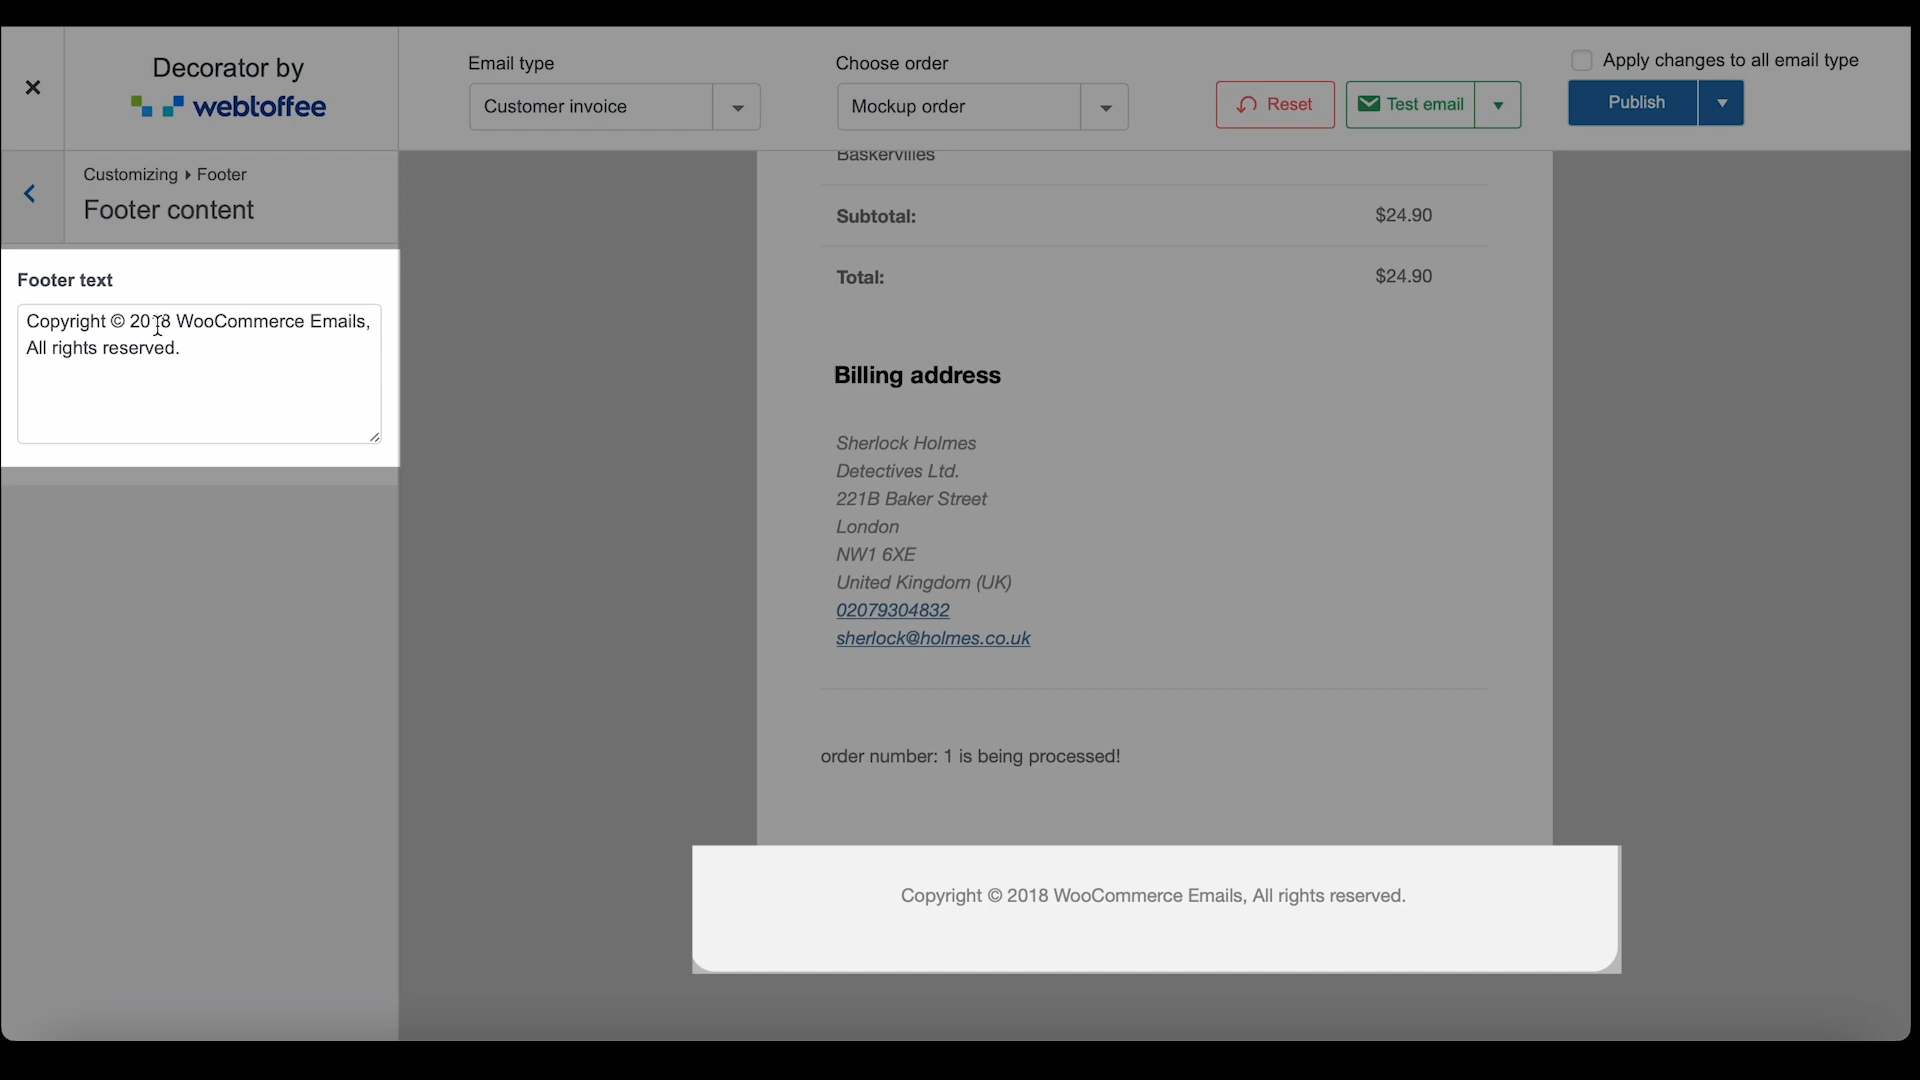 Decorator by
webtoffee
Email type
Customer invoice
Choose order
Mockup order
Reset
Test email
Apply changes to all email type
Publish
Customizing ▸ Footer
Footer content
Footer text
Copyright © 2018 WooCommerce Emails,
All rights reserved.
Baskervilles
Subtotal: $24.90
Total: $24.90
Billing address
Sherlock Holmes
Detectives Ltd.
221B Baker Street
London
NW1 6XE
United Kingdom (UK)
02079304832
sherlock@holmes.co.uk
order number: 1 is being processed!
Copyright © 2018 WooCommerce Emails, All rights reserved.